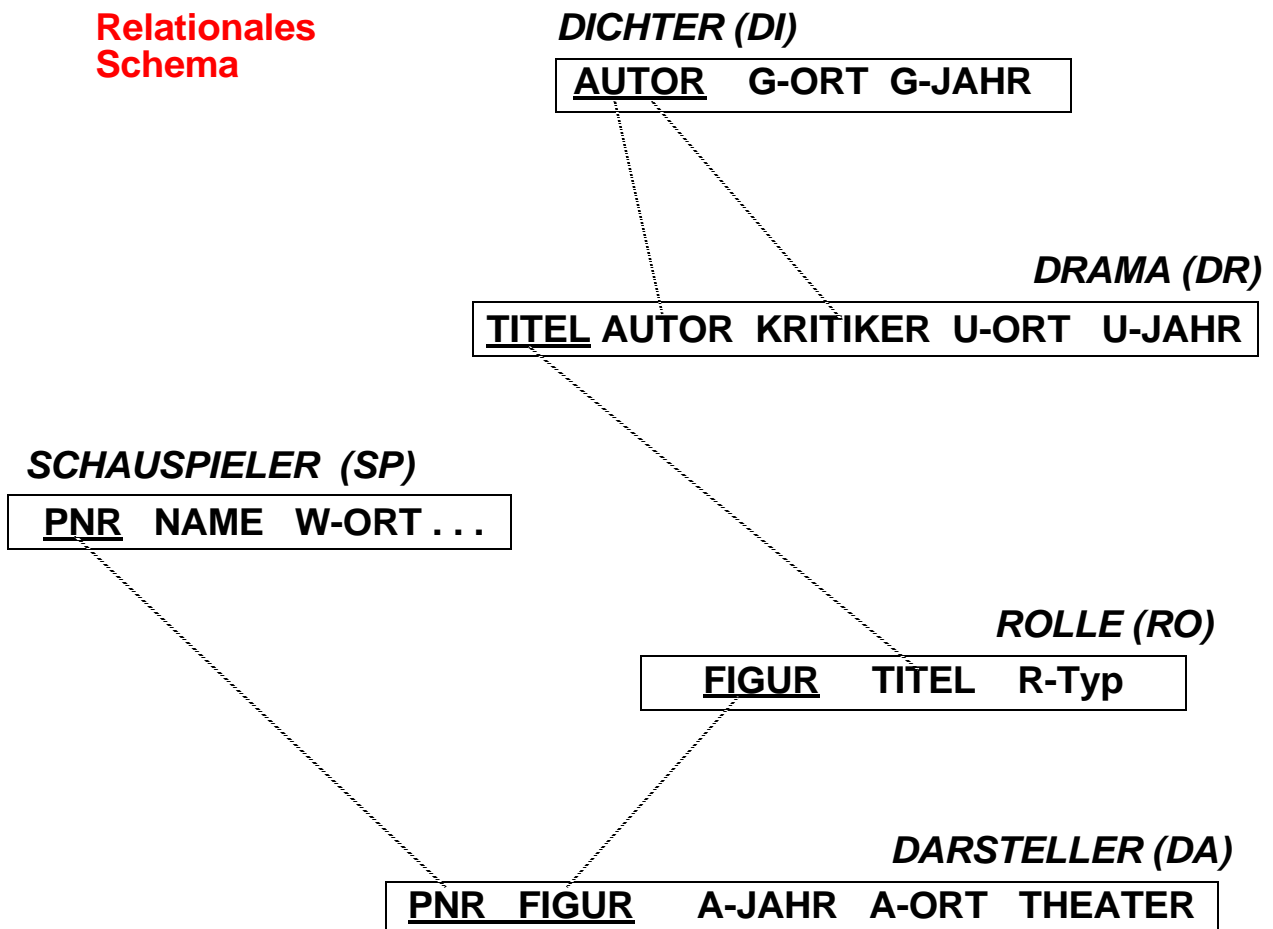 Relationales
Schema
DICHTER (DI)
AUTOR G-ORT G-JAHR
DRAMA (DR)
TITEL AUTOR KRITIKER U-ORT U-JAHR
SCHAUSPIELER (SP)
PNR NAME W-ORT . . .
ROLLE (RO)
FIGUR TITEL R-Typ
DARSTELLER (DA)
PNR FIGUR A-JAHR A-ORT THEATER